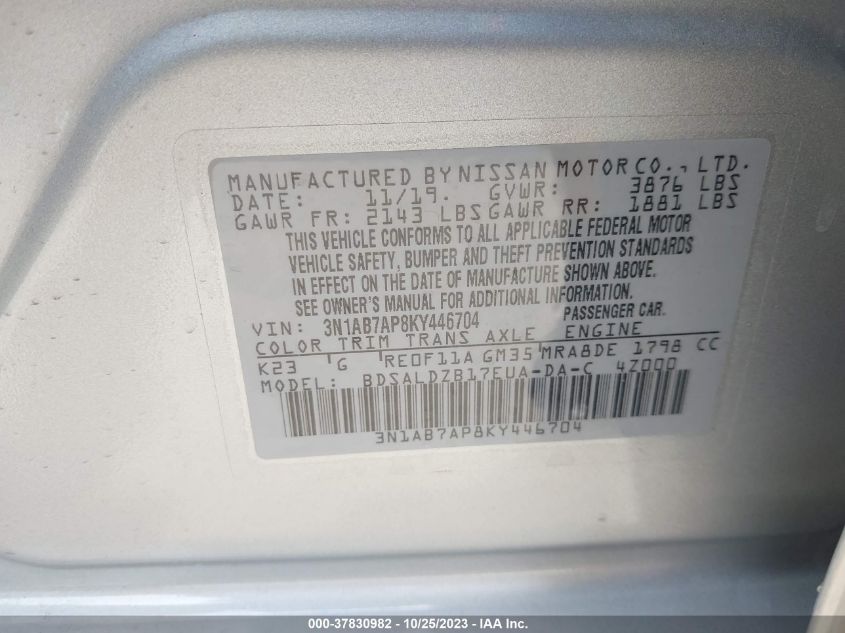 MANUFACTURED BY NISSAN MOTOR CO., LTD.
DATE: 11/19. GVWR: 3876 LBS
GAWR FR: 2143 LBS GAWR RR: 1881 LBS
THIS VEHICLE CONFORMS TO ALL APPLICABLE FEDERAL MOTOR
VEHICLE SAFETY, BUMPER AND THEFT PREVENTION STANDARDS
IN EFFECT ON THE DATE OF MANUFACTURE SHOWN ABOVE.
SEE OWNER'S MANUAL FOR ADDITIONAL INFORMATION.
VIN: 3N1AB7AP8KY446704 PASSENGER CAR.
COLOR TRIM TRANS AXLE ENGINE
K23 G RE0F11A GM35 MRA8DE 1798 CC
MODEL: BDSALDZB17EUA-DA-C 4Z000
3N1AB7AP8KY446704
000-37830982 - 10/25/2023 - IAA Inc.